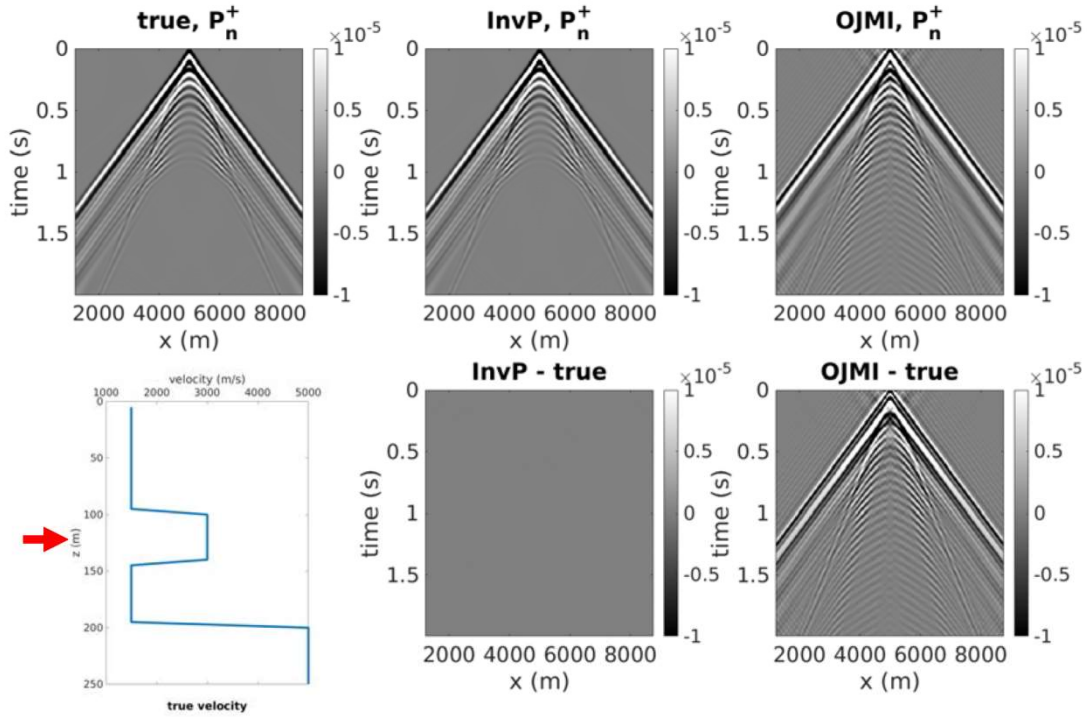 true, P_n^+
×10^-5
0
0.5
1
1.5
time (s)
2000 4000 6000 8000
x (m)
1
0.5
0
-0.5
-1
InvP, P_n^+
×10^-5
0
0.5
1
1.5
time (s)
2000 4000 6000 8000
x (m)
1
0.5
0
-0.5
-1
OJMI, P_n^+
×10^-5
0
0.5
1
1.5
time (s)
2000 4000 6000 8000
x (m)
1
0.5
0
-0.5
-1
velocity (m/s)
1000 2000 3000 4000 5000
0
50
100
150
200
250
z (m)
true velocity
InvP - true
×10^-5
0
0.5
1
1.5
time (s)
2000 4000 6000 8000
x (m)
1
0.5
0
-0.5
-1
OJMI - true
×10^-5
0
0.5
1
1.5
time (s)
2000 4000 6000 8000
x (m)
1
0.5
0
-0.5
-1